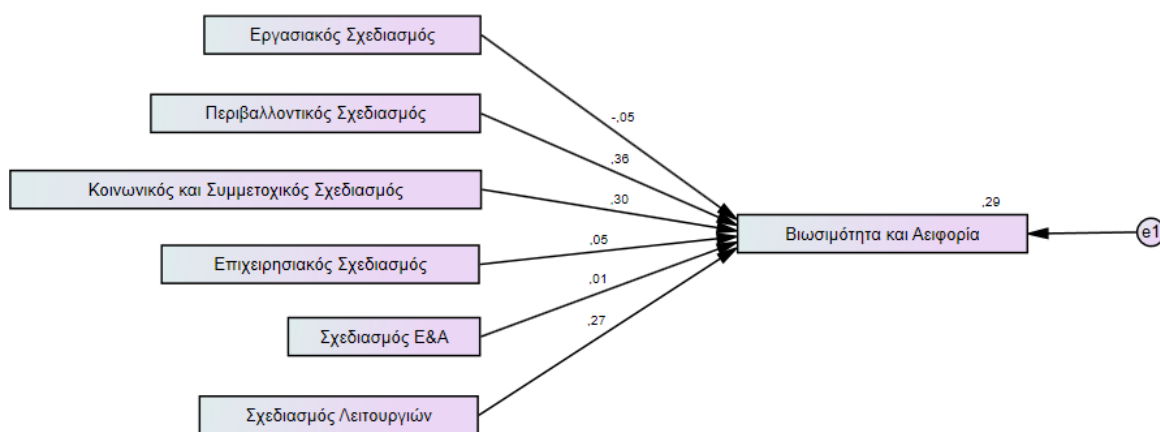 Εργασιακός Σχεδιασμός
Περιβαλλοντικός Σχεδιασμός
-,05
,36
Κοινωνικός και Συμμετοχικός Σχεδιασμός
,30
,29
Βιωσιμότητα και Αειφορία
e1
,05
Επιχειρησιακός Σχεδιασμός
,01
,27
Σχεδιασμός Ε&Α
Σχεδιασμός Λειτουργιών